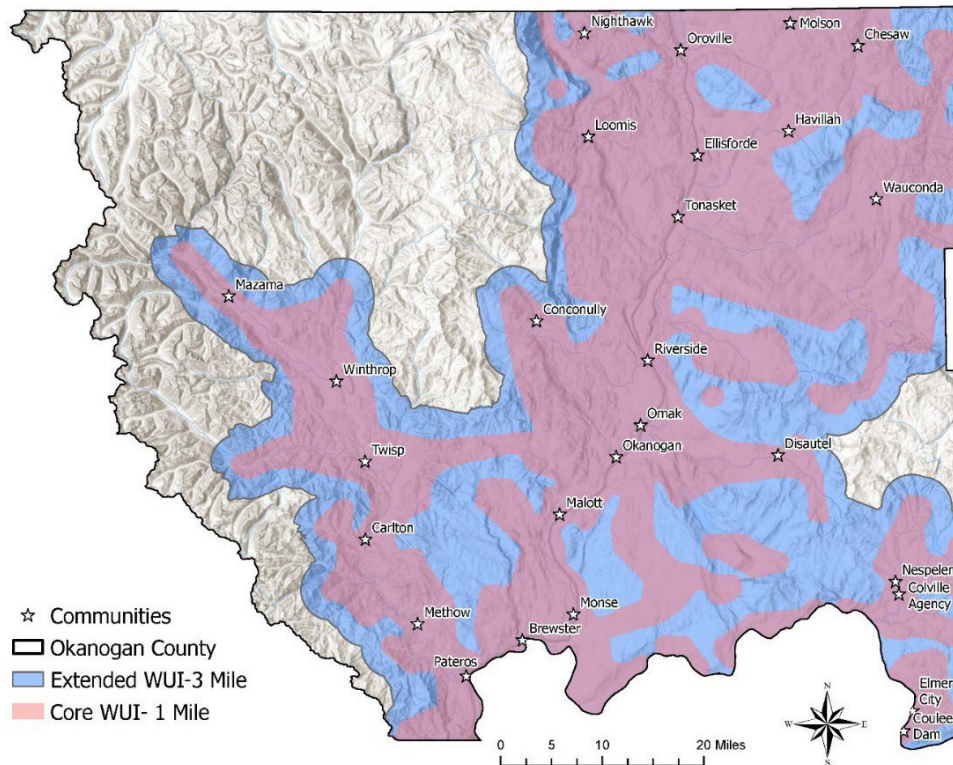 Nighthawk
Molson
Oroville
Chesaw
Loomis
Havillah
Ellisforde
Wauconda
Tonasket
Mazama
Conconully
Riverside
Winthrop
Omak
Okanogan
Disautel
Twisp
Malott
Carlton
Nespelem
Colville
Agency
Methow
Monse
Brewster
Pateros
Elmer
City
Coulee
Dam
Communities
Okanogan County
Extended WUI-3 Mile
Core WUI- 1 Mile
N
W E
S
0 5 10 20 Miles